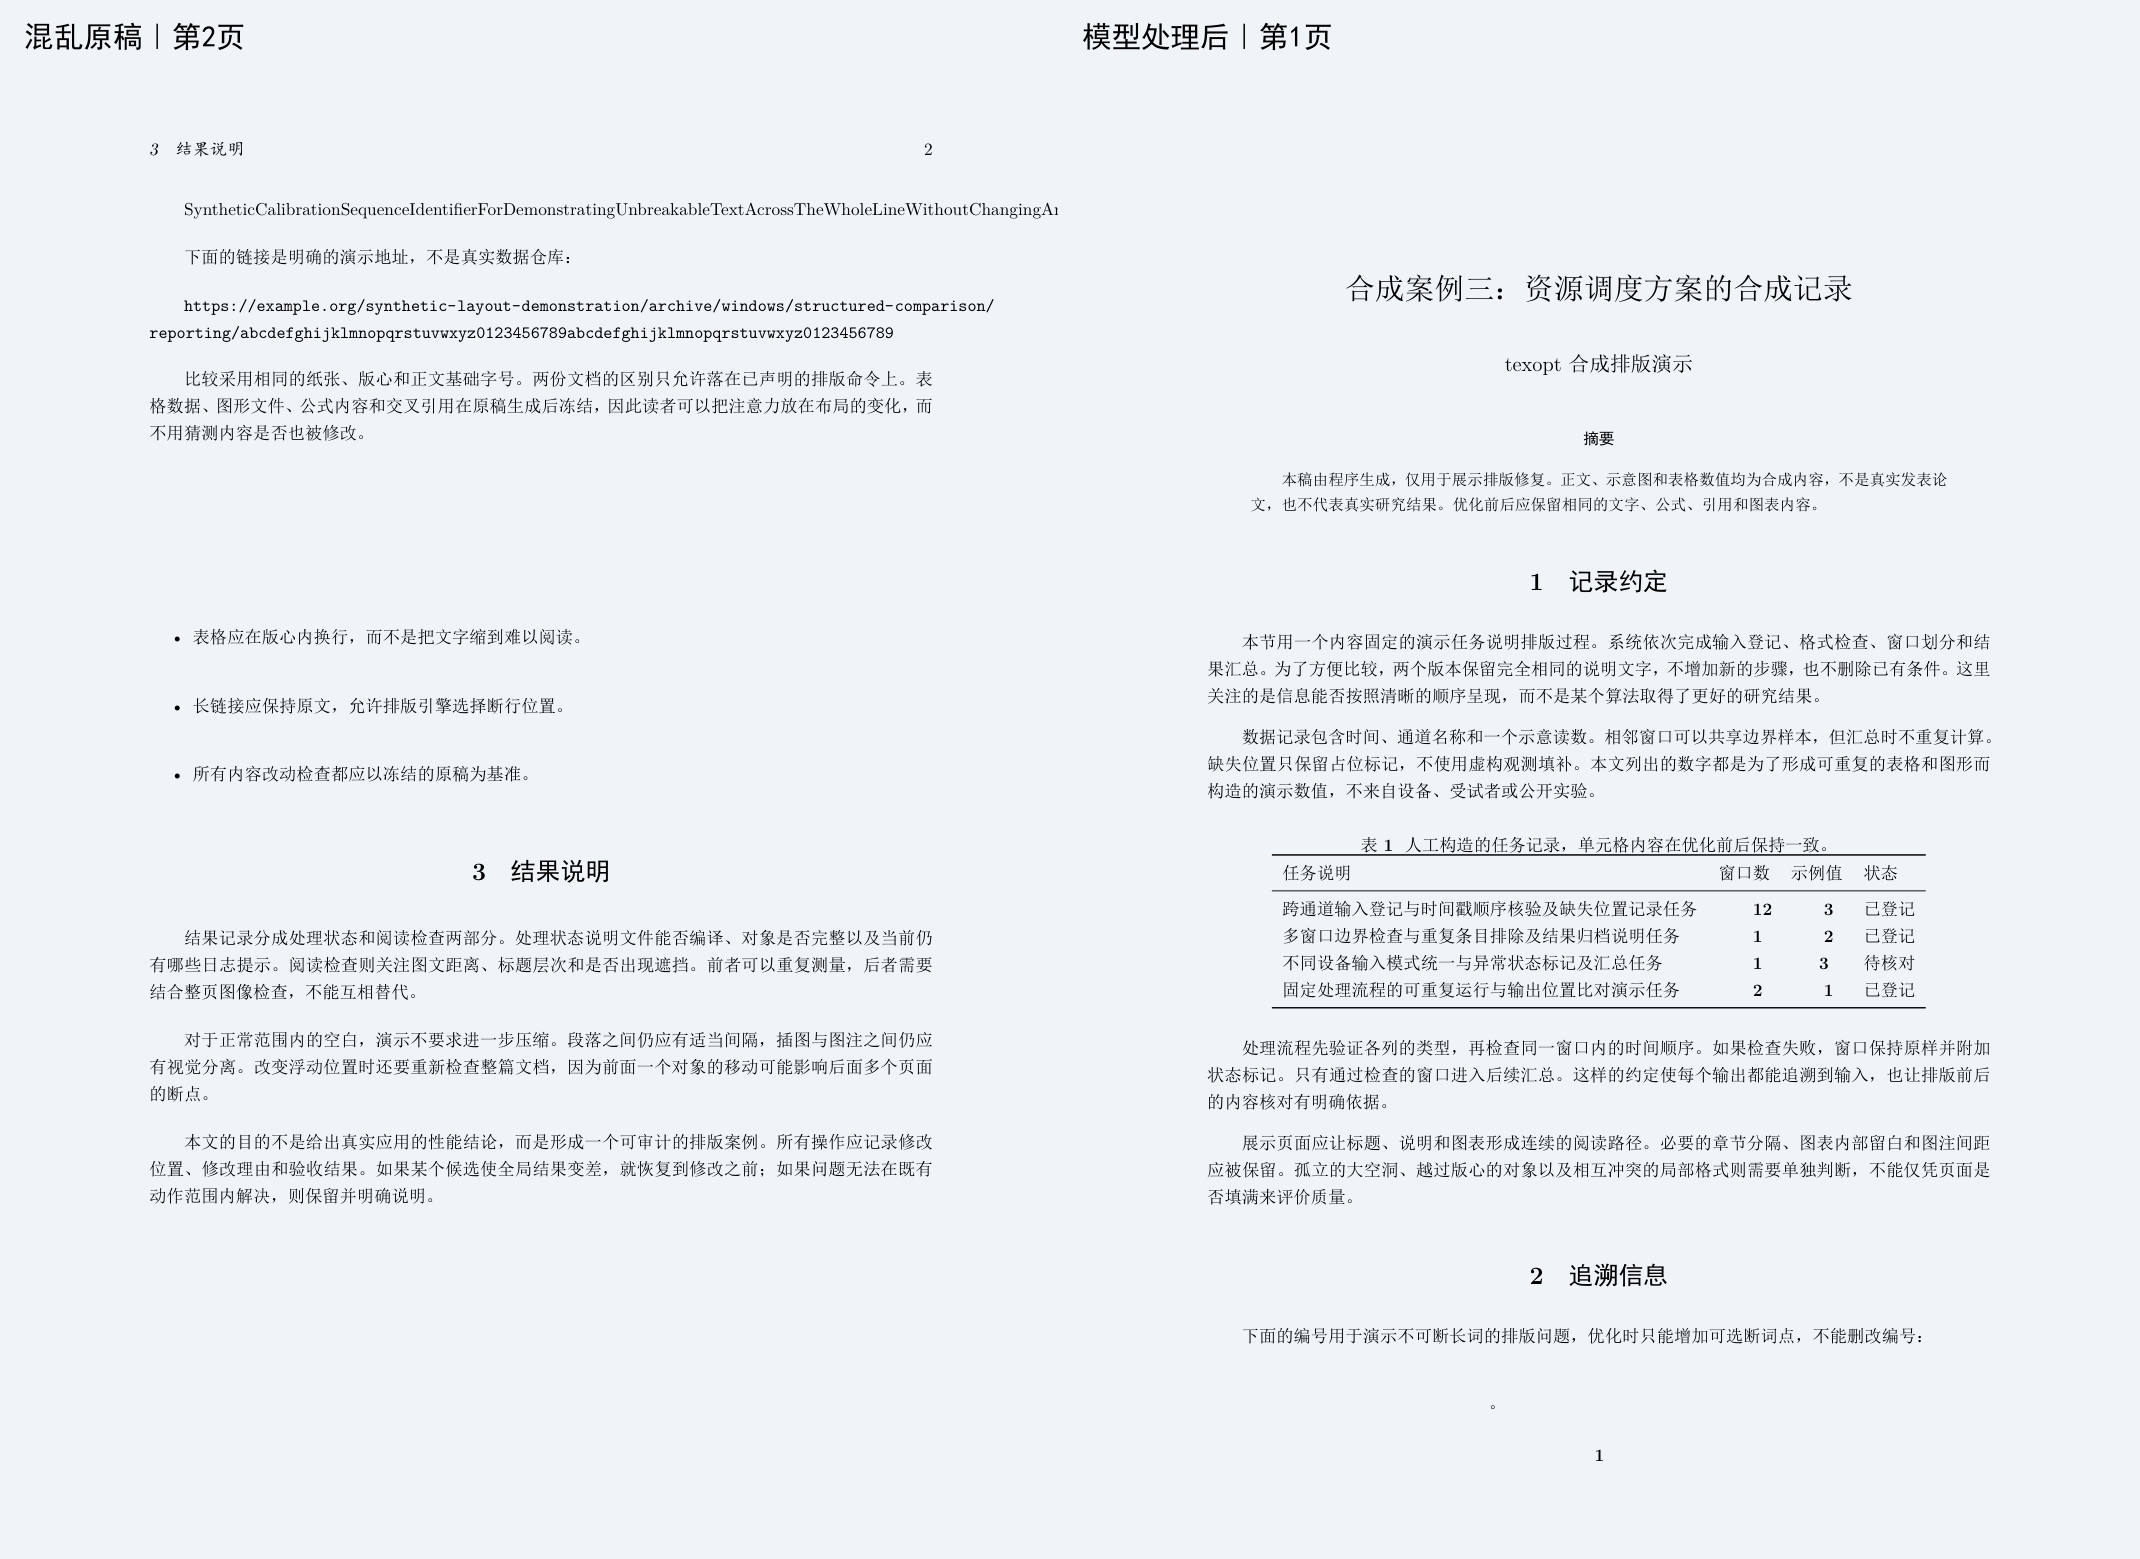 混乱原稿｜第2页
3 结果说明 2
SyntheticCalibrationSequenceIdentifierForDemonstratingUnbreakableTextAcrossTheWholeLineWithoutChangingAr
下面的链接是明确的演示地址，不是真实数据仓库：
https://example.org/synthetic-layout-demonstration/archive/windows/structured-comparison/
reporting/abcdefghijklmnopqrstuvwxyz0123456789abcdefghijklmnopqrstuvwxyz0123456789
比较采用相同的纸张、版心和正文基础字号。两份文档的区别只允许落在已声明的排版命令上。表
格数据、图形文件、公式内容和交叉引用在原稿生成后冻结，因此读者可以把注意力放在布局的变化，而
不用猜测内容是否也被修改。
• 表格应在版心内换行，而不是把文字缩到难以阅读。
• 长链接应保持原文，允许排版引擎选择断行位置。
• 所有内容改动检查都应以冻结的原稿为基准。
3 结果说明
结果记录分成处理状态和阅读检查两部分。处理状态说明文件能否编译、对象是否完整以及当前仍
有哪些日志提示。阅读检查则关注图文距离、标题层次和是否出现遮挡。前者可以重复测量，后者需要
结合整页图像检查，不能互相替代。
对于正常范围内的空白，演示不要求进一步压缩。段落之间仍应有适当间隔，插图与图注之间仍应
有视觉分离。改变浮动位置时还要重新检查整篇文档，因为前面一个对象的移动可能影响后面多个页面
的断点。
本文的目的不是给出真实应用的性能结论，而是形成一个可审计的排版案例。所有操作应记录修改
位置、修改理由和验收结果。如果某个候选使全局结果变差，就恢复到修改之前；如果问题无法在既有
动作范围内解决，则保留并明确说明。
模型处理后｜第1页
合成案例三：资源调度方案的合成记录
texopt 合成排版演示
摘要
本稿由程序生成，仅用于展示排版修复。正文、示意图和表格数值均为合成内容，不是真实发表论
文，也不代表真实研究结果。优化前后应保留相同的文字、公式、引用和图表内容。
1 记录约定
本节用一个内容固定的演示任务说明排版过程。系统依次完成输入登记、格式检查、窗口划分和结
果汇总。为了方便比较，两个版本保留完全相同的说明文字，不增加新的步骤，也不删除已有条件。这里
关注的是信息能否按照清晰的顺序呈现，而不是某个算法取得了更好的研究结果。
数据记录包含时间、通道名称和一个示意读数。相邻窗口可以共享边界样本，但汇总时不重复计算。
缺失位置只保留占位标记，不使用虚构观测填补。本文列出的数字都是为了形成可重复的表格和图形而
构造的演示数值，不来自设备、受试者或公开实验。
表 1 人工构造的任务记录，单元格内容在优化前后保持一致。
任务说明 窗口数 示例值 状态
跨通道输入登记与时间戳顺序核验及缺失位置记录任务 12 3 已登记
多窗口边界检查与重复条目排除及结果归档说明任务 1 2 已登记
不同设备输入模式统一与异常状态标记及汇总任务 1 3 待核对
固定处理流程的可重复运行与输出位置比对演示任务 2 1 已登记
处理流程先验证各列的类型，再检查同一窗口内的时间顺序。如果检查失败，窗口保持原样并附加
状态标记。只有通过检查的窗口进入后续汇总。这样的约定使每个输出都能追溯到输入，也让排版前后
的内容核对有明确依据。
展示页面应让标题、说明和图表形成连续的阅读路径。必要的章节分隔、图表内部留白和图注间距
应被保留。孤立的大空洞、越过版心的对象以及相互冲突的局部格式则需要单独判断，不能仅凭页面是
否填满来评价质量。
2 追溯信息
下面的编号用于演示不可断长词的排版问题，优化时只能增加可选断词点，不能删改编号：
。
1